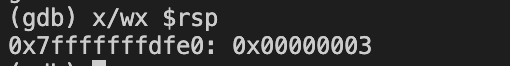 (gdb) x/wx $rsp
0x7fffffffdfe0: 0x00000003